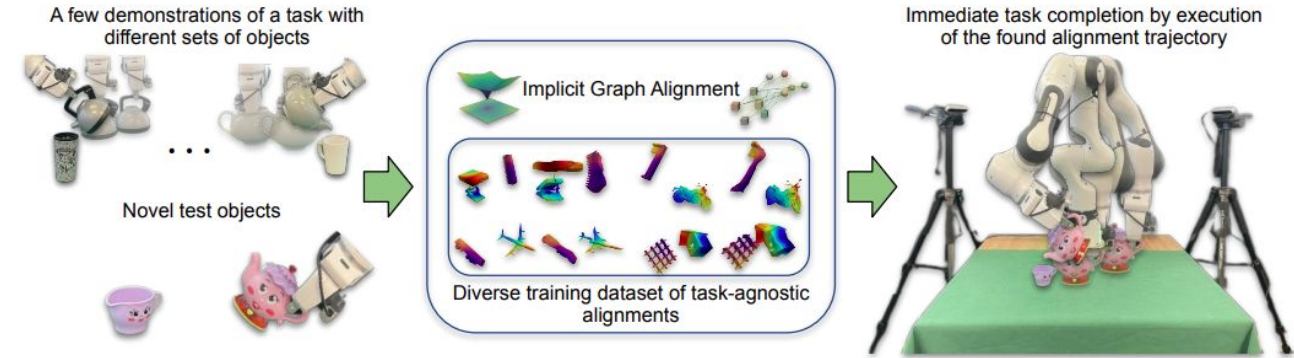 A few demonstrations of a task with
different sets of objects
Novel test objects
Implicit Graph Alignment
Diverse training dataset of task-agnostic
alignments
Immediate task completion by execution
of the found alignment trajectory